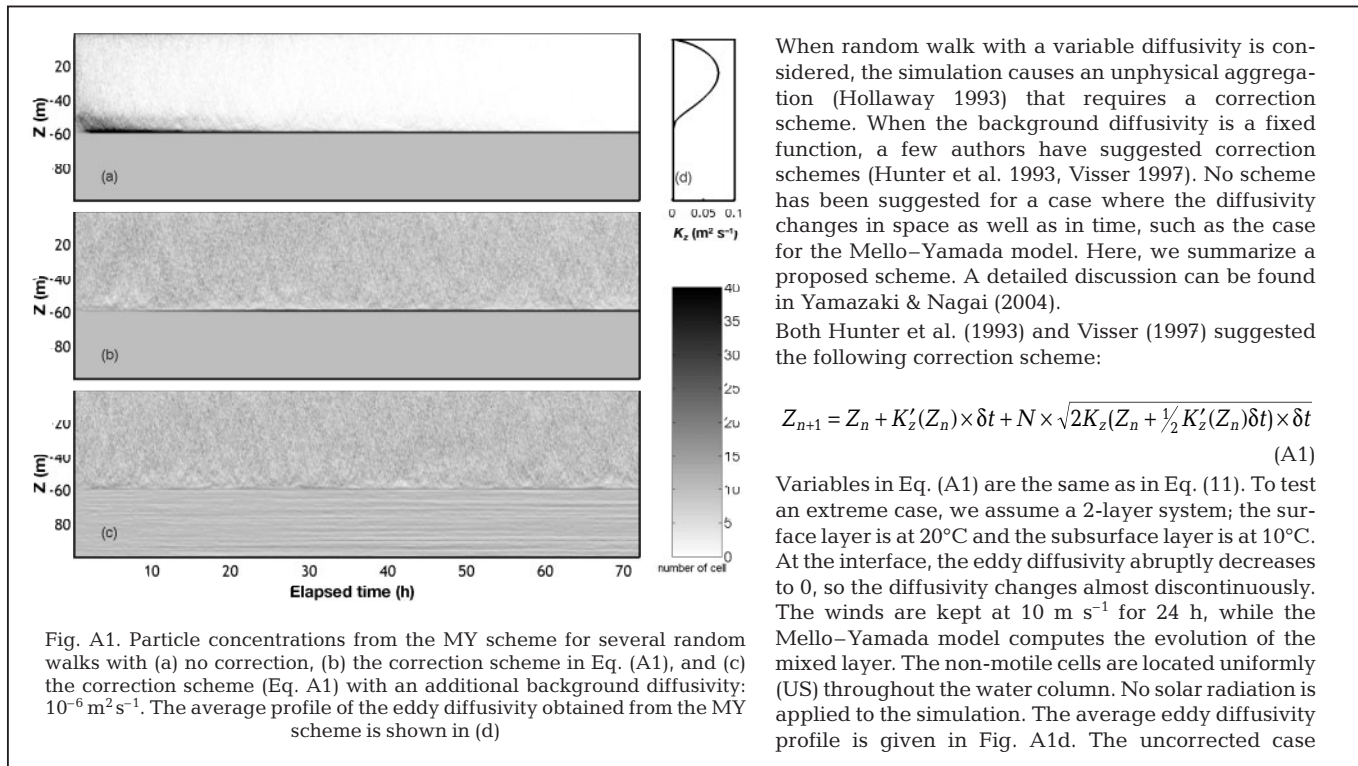 20
-40
-60
-80
Z (m)
(a)
(d)
0 0.05 0.1
K_z (m² s⁻¹)
20
-40
-60
-80
Z (m)
(b)
-20
-40
-60
80
Z (m)
(c)
10 20 30 40 50 60 70
Elapsed time (h)
40
35
30
25
20
15
10
5
0
number of cell
Fig. A1. Particle concentrations from the MY scheme for several random
walks with (a) no correction, (b) the correction scheme in Eq. (A1), and (c)
the correction scheme (Eq. A1) with an additional background diffusivity:
10⁻⁶ m² s⁻¹. The average profile of the eddy diffusivity obtained from the MY
scheme is shown in (d)
When random walk with a variable diffusivity is con-
sidered, the simulation causes an unphysical aggrega-
tion (Hollaway 1993) that requires a correction
scheme. When the background diffusivity is a fixed
function, a few authors have suggested correction
schemes (Hunter et al. 1993, Visser 1997). No scheme
has been suggested for a case where the diffusivity
changes in space as well as in time, such as the case
for the Mello–Yamada model. Here, we summarize a
proposed scheme. A detailed discussion can be found
in Yamazaki & Nagai (2004).
Both Hunter et al. (1993) and Visser (1997) suggested
the following correction scheme:
Z_{n+1} = Z_n + K′_z(Z_n) × δt + N × √(2K_z(Z_n + ½ K′_z(Z_n)δt) × δt)
(A1)
Variables in Eq. (A1) are the same as in Eq. (11). To test
an extreme case, we assume a 2-layer system; the sur-
face layer is at 20°C and the subsurface layer is at 10°C.
At the interface, the eddy diffusivity abruptly decreases
to 0, so the diffusivity changes almost discontinuously.
The winds are kept at 10 m s⁻¹ for 24 h, while the
Mello–Yamada model computes the evolution of the
mixed layer. The non-motile cells are located uniformly
(US) throughout the water column. No solar radiation is
applied to the simulation. The average eddy diffusivity
profile is given in Fig. A1d. The uncorrected case